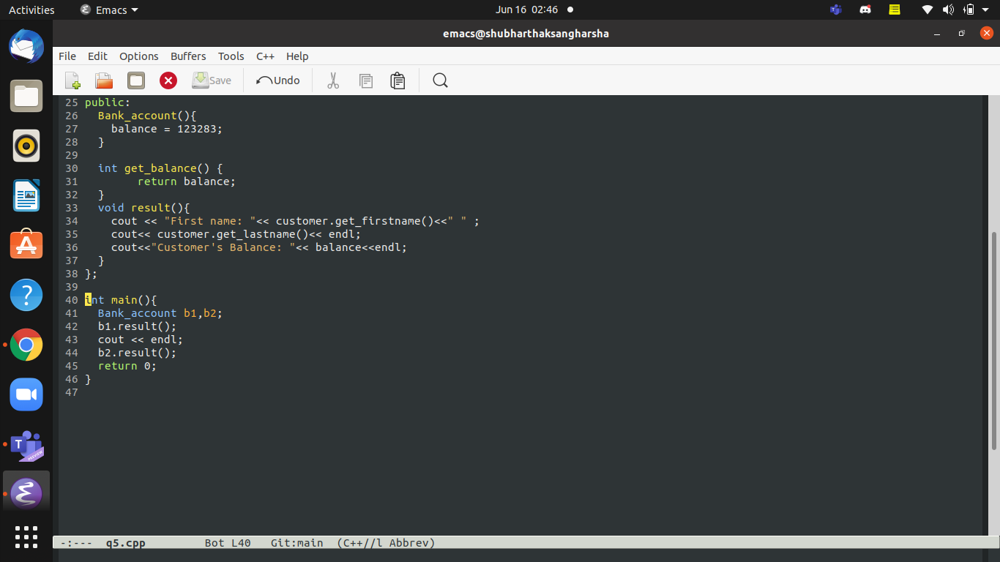 Activities Emacs Jun 16 02:46
emacs@shubharthaksangharsha
File Edit Options Buffers Tools C++ Help
Save Undo
25 public:
26   Bank_account(){
27     balance = 123283;
28   }
29
30   int get_balance() {
31         return balance;
32   }
33   void result(){
34     cout << "First name: "<< customer.get_firstname()<<" " ;
35     cout<< customer.get_lastname()<< endl;
36     cout<<"Customer's Balance: "<< balance<<endl;
37   }
38 };
39
40 int main(){
41   Bank_account b1,b2;
42   b1.result();
43   cout << endl;
44   b2.result();
45   return 0;
46 }
47
T
PREVIEW
-:---  q5.cpp         Bot L40   Git:main  (C++//l Abbrev)